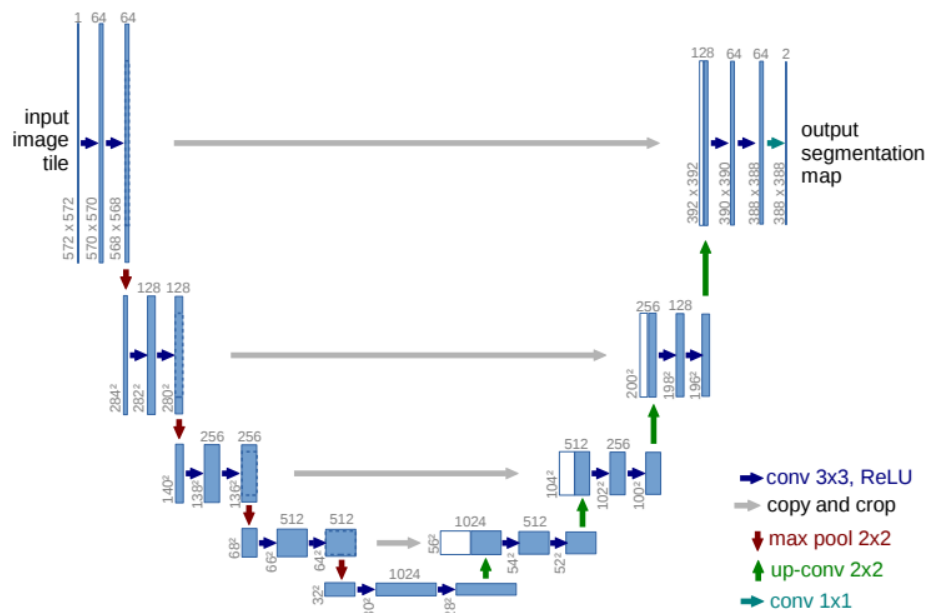 1 64 64
input
image
tile
572 x 572
570 x 570
568 x 568
128 64 64 2
output
segmentation
map
392 x 392
390 x 390
388 x 388
388 x 388
128 128
284²
282²
280²
256 128
200²
198²
196²
256 256
140²
138²
136²
512 256
104²
102²
100²
512 512
68²
66²
64²
1024 512
56²
54²
52²
1024
32²
30²
28²
conv 3x3, ReLU
copy and crop
max pool 2x2
up-conv 2x2
conv 1x1